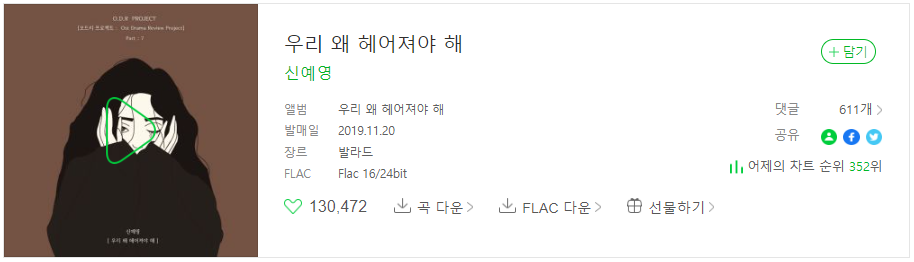 O.D.R PROJECT
[오드리 프로젝트 : Ost Drama Review Project]
Part . 7
신예영
[ 우리 왜 헤어져야 해 ]
우리 왜 헤어져야 해
신예영
+ 담기
앨범 우리 왜 헤어져야 해
발매일 2019.11.20
장르 발라드
FLAC Flac 16/24bit
댓글 611개 >
공유
어제의 차트 순위 352위
130,472 곡 다운 > FLAC 다운 > 선물하기 >